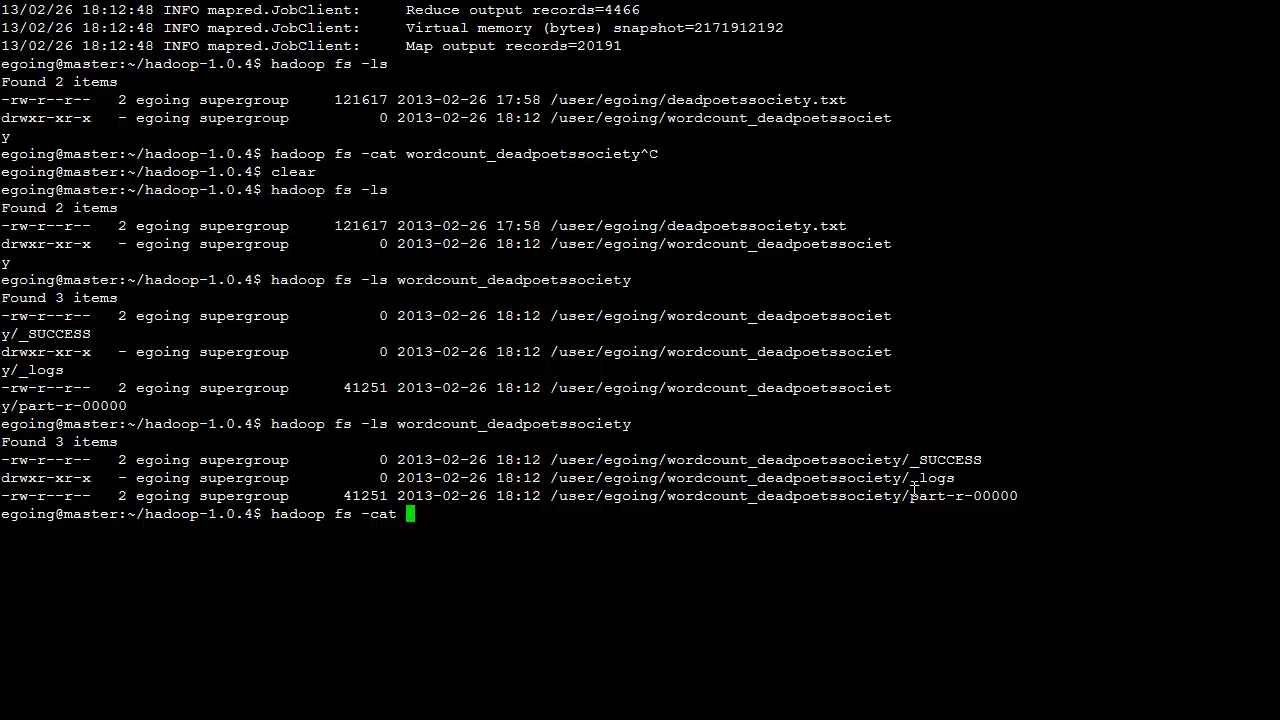 13/02/26 18:12:48 INFO mapred.JobClient:     Reduce output records=4466
13/02/26 18:12:48 INFO mapred.JobClient:     Virtual memory (bytes) snapshot=2171912192
13/02/26 18:12:48 INFO mapred.JobClient:     Map output records=20191
egoing@master:~/hadoop-1.0.4$ hadoop fs -ls
Found 2 items
-rw-r--r--   2 egoing supergroup     121617 2013-02-26 17:58 /user/egoing/deadpoetssociety.txt
drwxr-xr-x   - egoing supergroup          0 2013-02-26 18:12 /user/egoing/wordcount_deadpoetssociet
y
egoing@master:~/hadoop-1.0.4$ hadoop fs -cat wordcount_deadpoetssociety^C
egoing@master:~/hadoop-1.0.4$ clear
egoing@master:~/hadoop-1.0.4$ hadoop fs -ls
Found 2 items
-rw-r--r--   2 egoing supergroup     121617 2013-02-26 17:58 /user/egoing/deadpoetssociety.txt
drwxr-xr-x   - egoing supergroup          0 2013-02-26 18:12 /user/egoing/wordcount_deadpoetssociet
y
egoing@master:~/hadoop-1.0.4$ hadoop fs -ls wordcount_deadpoetssociety
Found 3 items
-rw-r--r--   2 egoing supergroup          0 2013-02-26 18:12 /user/egoing/wordcount_deadpoetssociet
y/_SUCCESS
drwxr-xr-x   - egoing supergroup          0 2013-02-26 18:12 /user/egoing/wordcount_deadpoetssociet
y/_logs
-rw-r--r--   2 egoing supergroup      41251 2013-02-26 18:12 /user/egoing/wordcount_deadpoetssociet
y/part-r-00000
egoing@master:~/hadoop-1.0.4$ hadoop fs -ls wordcount_deadpoetssociety
Found 3 items
-rw-r--r--   2 egoing supergroup          0 2013-02-26 18:12 /user/egoing/wordcount_deadpoetssociety/_SUCCESS
drwxr-xr-x   - egoing supergroup          0 2013-02-26 18:12 /user/egoing/wordcount_deadpoetssociety/_logs
-rw-r--r--   2 egoing supergroup      41251 2013-02-26 18:12 /user/egoing/wordcount_deadpoetssociety/part-r-00000
egoing@master:~/hadoop-1.0.4$ hadoop fs -cat